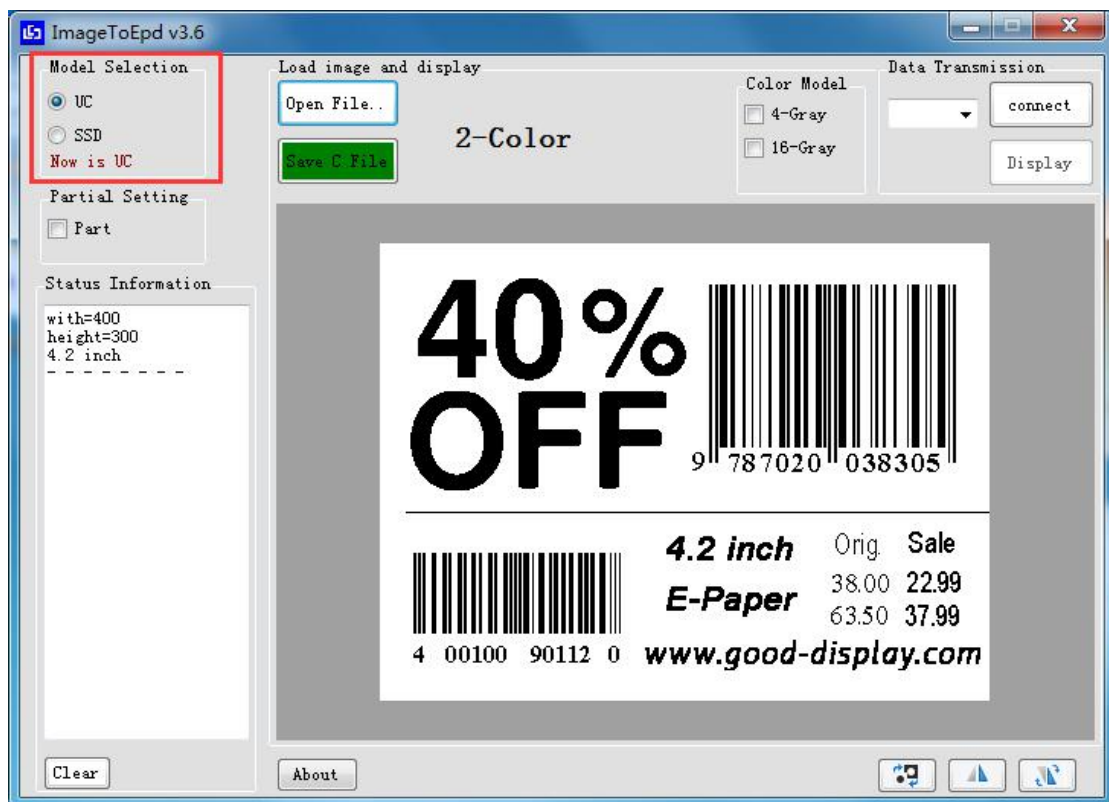 ImageToEpd v3.6
Model Selection
UC
SSD
Now is UC
Partial Setting
Part
Status Information
with=400
height=300
4.2 inch
- - - - - - - -
Clear
Load image and display
Open File..
Save C File
2-Color
Color Model
4-Gray
16-Gray
Data Transmission
connect
Display
40%
OFF
9 787020 038305
4 00100 90112 0
4.2 inch
E-Paper
Orig. Sale
38.00 22.99
63.50 37.99
www.good-display.com
About